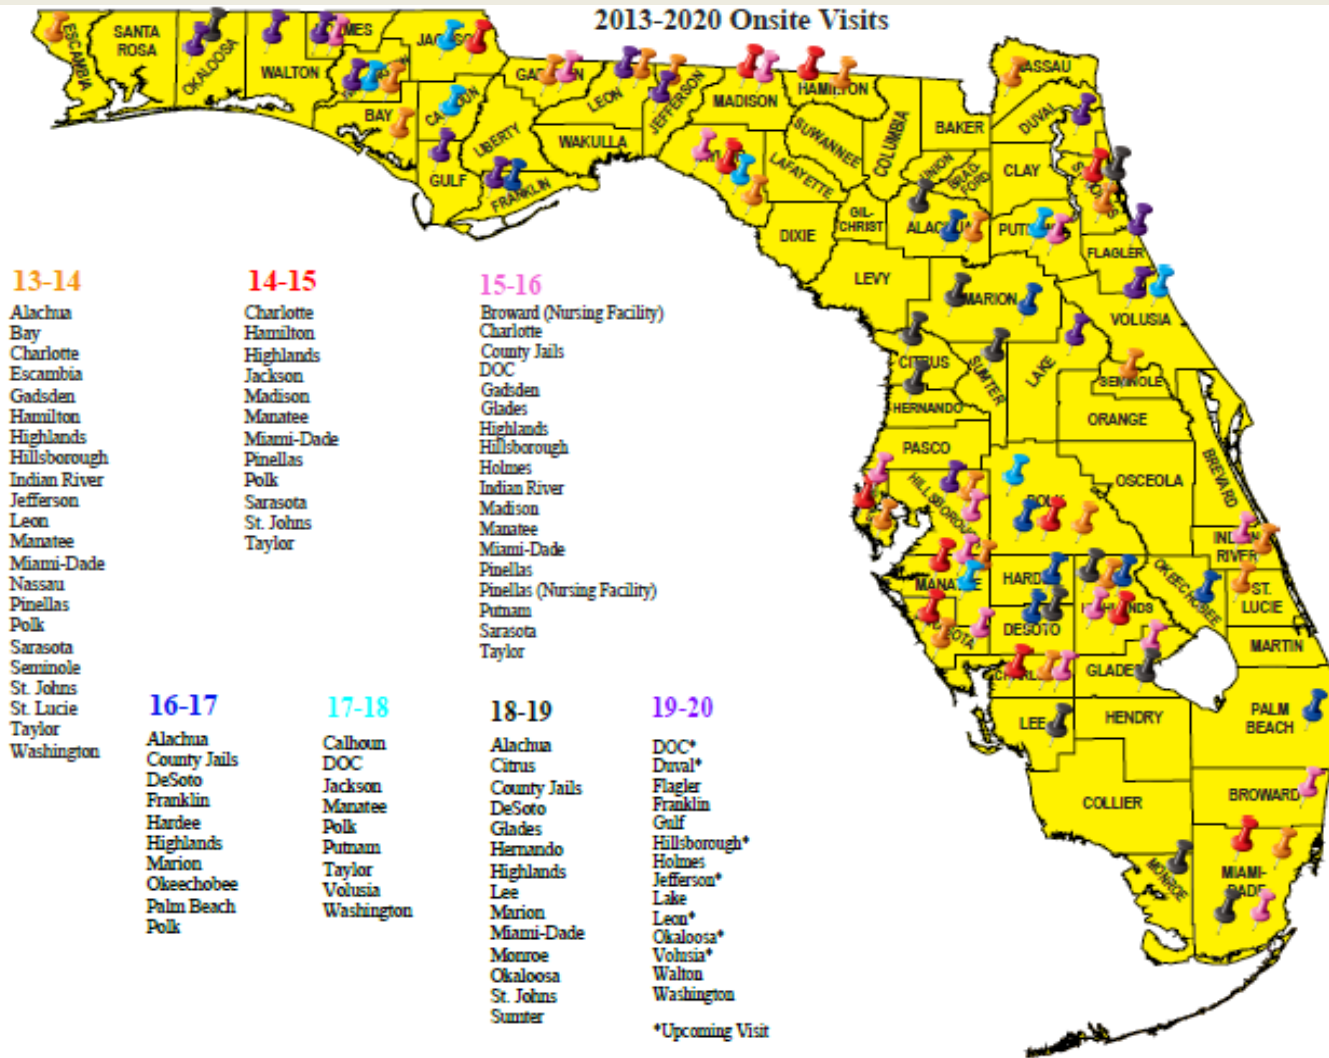 2013-2020 Onsite Visits
ESCAMBIA
SANTA
ROSA
OKALOOSA
WALTON
BAY
GULF
LIBERTY
FRANKLIN
LEON
WAKULLA
JEFFERSON
MADISON
HAMILTON
SUWANNEE
LAFAYETTE
COLUMBIA
BAKER
UNION
BRAD-
FORD
NASSAU
DUVAL
CLAY
DIXIE
GIL-
CHRIST
FLAGLER
LEVY
MARION
VOLUSIA
CITRUS
SUMTER
LAKE
SEMINOLE
ORANGE
HERNANDO
PASCO
HILLSBOROUGH
OSCEOLA
BREVARD
INDIAN
RIVER
OKEECHOBEE
ST.
LUCIE
DESOTO
MARTIN
GLADES
LEE
HENDRY
PALM
BEACH
COLLIER
BROWARD
MONROE
MIAMI-
DADE
13-14
Alachua
Bay
Charlotte
Escambia
Gadsden
Hamilton
Highlands
Hillsborough
Indian River
Jefferson
Leon
Manatee
Miami-Dade
Nassau
Pinellas
Polk
Sarasota
Seminole
St. Johns
St. Lucie
Taylor
Washington
14-15
Charlotte
Hamilton
Highlands
Jackson
Madison
Manatee
Miami-Dade
Pinellas
Polk
Sarasota
St. Johns
Taylor
15-16
Broward (Nursing Facility)
Charlotte
County Jails
DOC
Gadsden
Glades
Highlands
Hillsborough
Holmes
Indian River
Madison
Manatee
Miami-Dade
Pinellas
Pinellas (Nursing Facility)
Putnam
Sarasota
Taylor
16-17
Alachua
County Jails
DeSoto
Franklin
Hardee
Highlands
Marion
Okeechobee
Palm Beach
Polk
17-18
Calhoun
DOC
Jackson
Manatee
Polk
Putnam
Taylor
Volusia
Washington
18-19
Alachua
Citrus
County Jails
DeSoto
Glades
Hernando
Highlands
Lee
Marion
Miami-Dade
Monroe
Okaloosa
St. Johns
Sumter
19-20
DOC*
Duval*
Flagler
Franklin
Gulf
Hillsborough*
Holmes
Jefferson*
Lake
Leon*
Okaloosa*
Volusia*
Walton
Washington
*Upcoming Visit